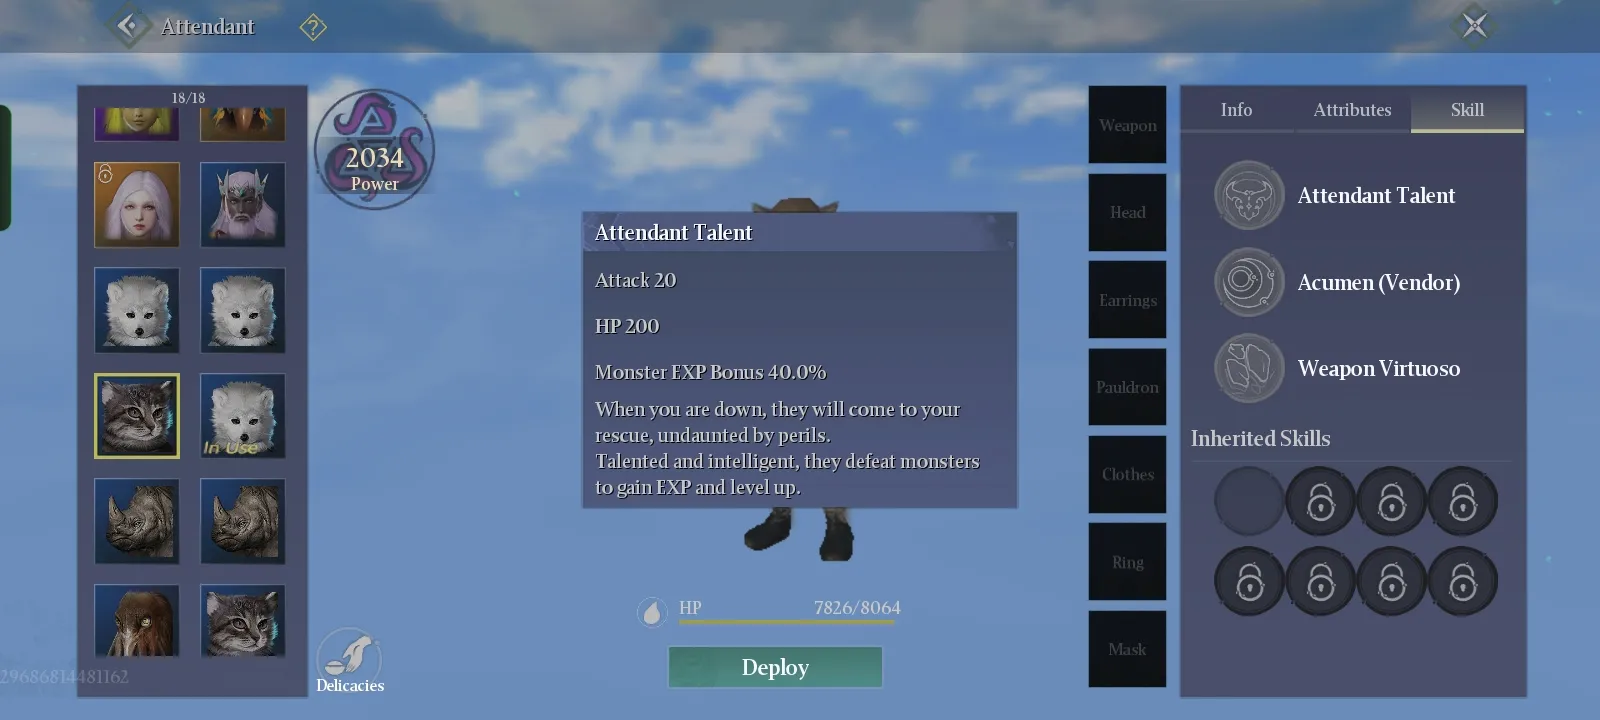 Attendant
?
18/18
2034
Power
In Use
Delicacies
29686814481162
Attendant Talent
Attack 20
HP 200
Monster EXP Bonus 40.0%
When you are down, they will come to your
rescue, undaunted by perils.
Talented and intelligent, they defeat monsters
to gain EXP and level up.
HP 7826/8064
Deploy
Weapon
Head
Earrings
Pauldron
Clothes
Ring
Mask
Info Attributes Skill
Attendant Talent
Acumen (Vendor)
Weapon Virtuoso
Inherited Skills